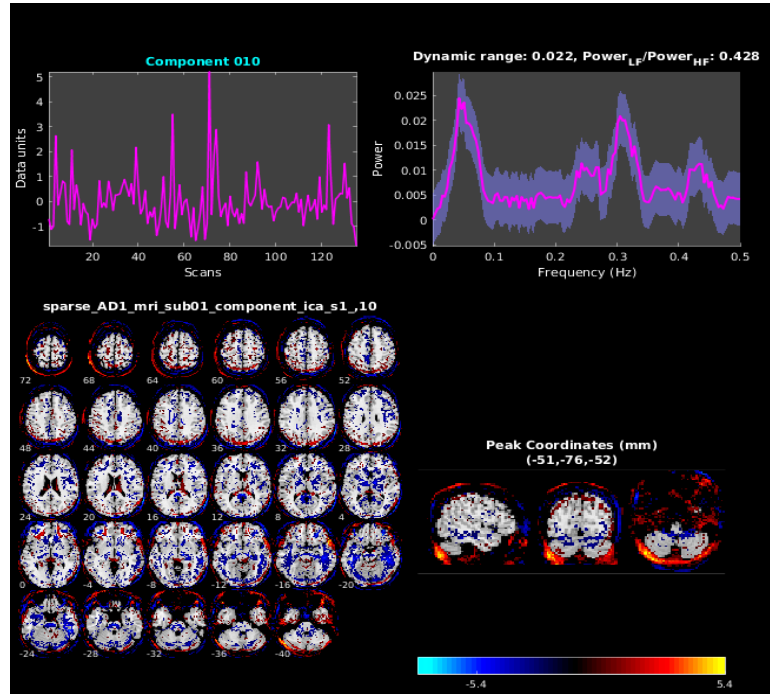 Component 010
Dynamic range: 0.022, Power_LF/Power_HF: 0.428
Data units
5
4
3
2
1
0
-1
20
40
60
80
100
120
Scans
Power
0.025
0.02
0.015
0.01
0.005
0
-0.005
0
0.1
0.2
0.3
0.4
0.5
Frequency (Hz)
sparse_AD1_mri_sub01_component_ica_s1_,10
72 68 64 60 56 52
48 44 40 36 32 28
24 20 16 12 8 4
0 -4 -8 -12 -16 -20
-24 -28 -32 -36 -40
Peak Coordinates (mm)
(-51,-76,-52)
-5.4 0 5.4